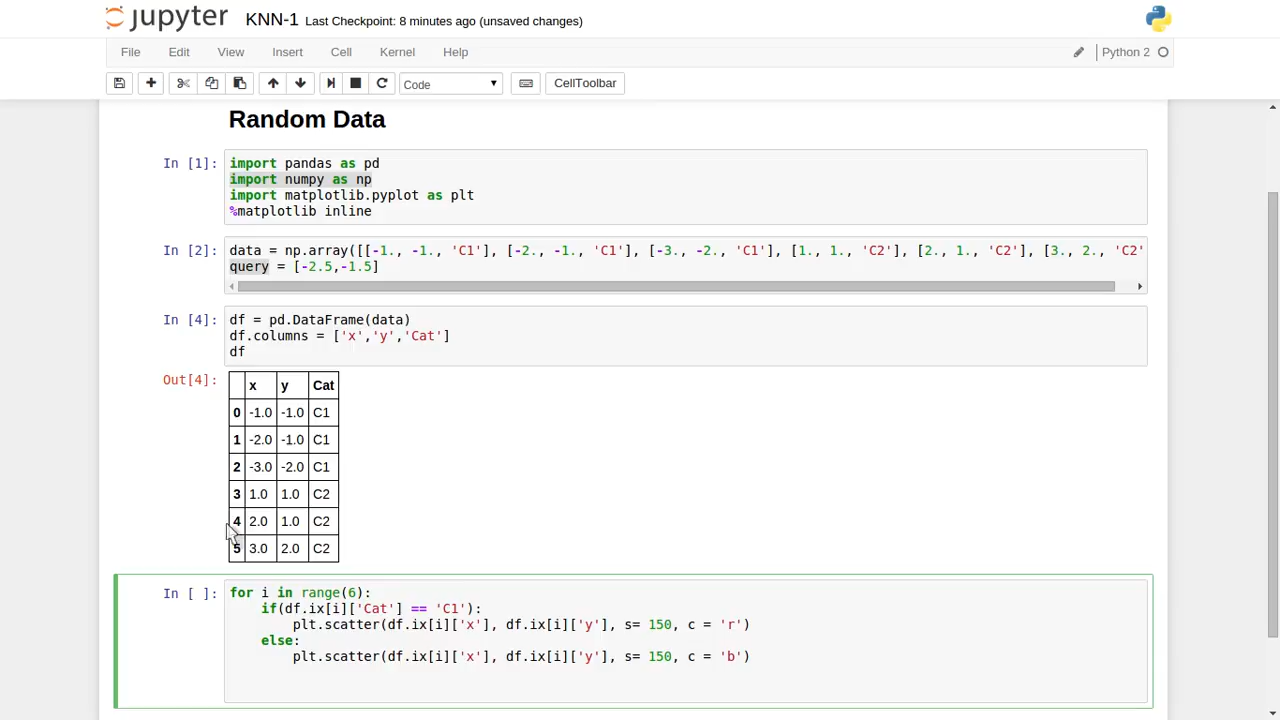 jupyter KNN-1 Last Checkpoint: 8 minutes ago (unsaved changes)
File Edit View Insert Cell Kernel Help Python 2
Code CellToolbar
Random Data
In [1]: import pandas as pd
import numpy as np
import matplotlib.pyplot as plt
%matplotlib inline
In [2]: data = np.array([[-1., -1., 'C1'], [-2., -1., 'C1'], [-3., -2., 'C1'], [1., 1., 'C2'], [2., 1., 'C2'], [3., 2., 'C2'
query = [-2.5,-1.5]
In [4]: df = pd.DataFrame(data)
df.columns = ['x','y','Cat']
df
Out[4]: x y Cat
0 -1.0 -1.0 C1
1 -2.0 -1.0 C1
2 -3.0 -2.0 C1
3 1.0 1.0 C2
4 2.0 1.0 C2
5 3.0 2.0 C2
In [ ]: for i in range(6):
    if(df.ix[i]['Cat'] == 'C1'):
        plt.scatter(df.ix[i]['x'], df.ix[i]['y'], s= 150, c = 'r')
    else:
        plt.scatter(df.ix[i]['x'], df.ix[i]['y'], s= 150, c = 'b')